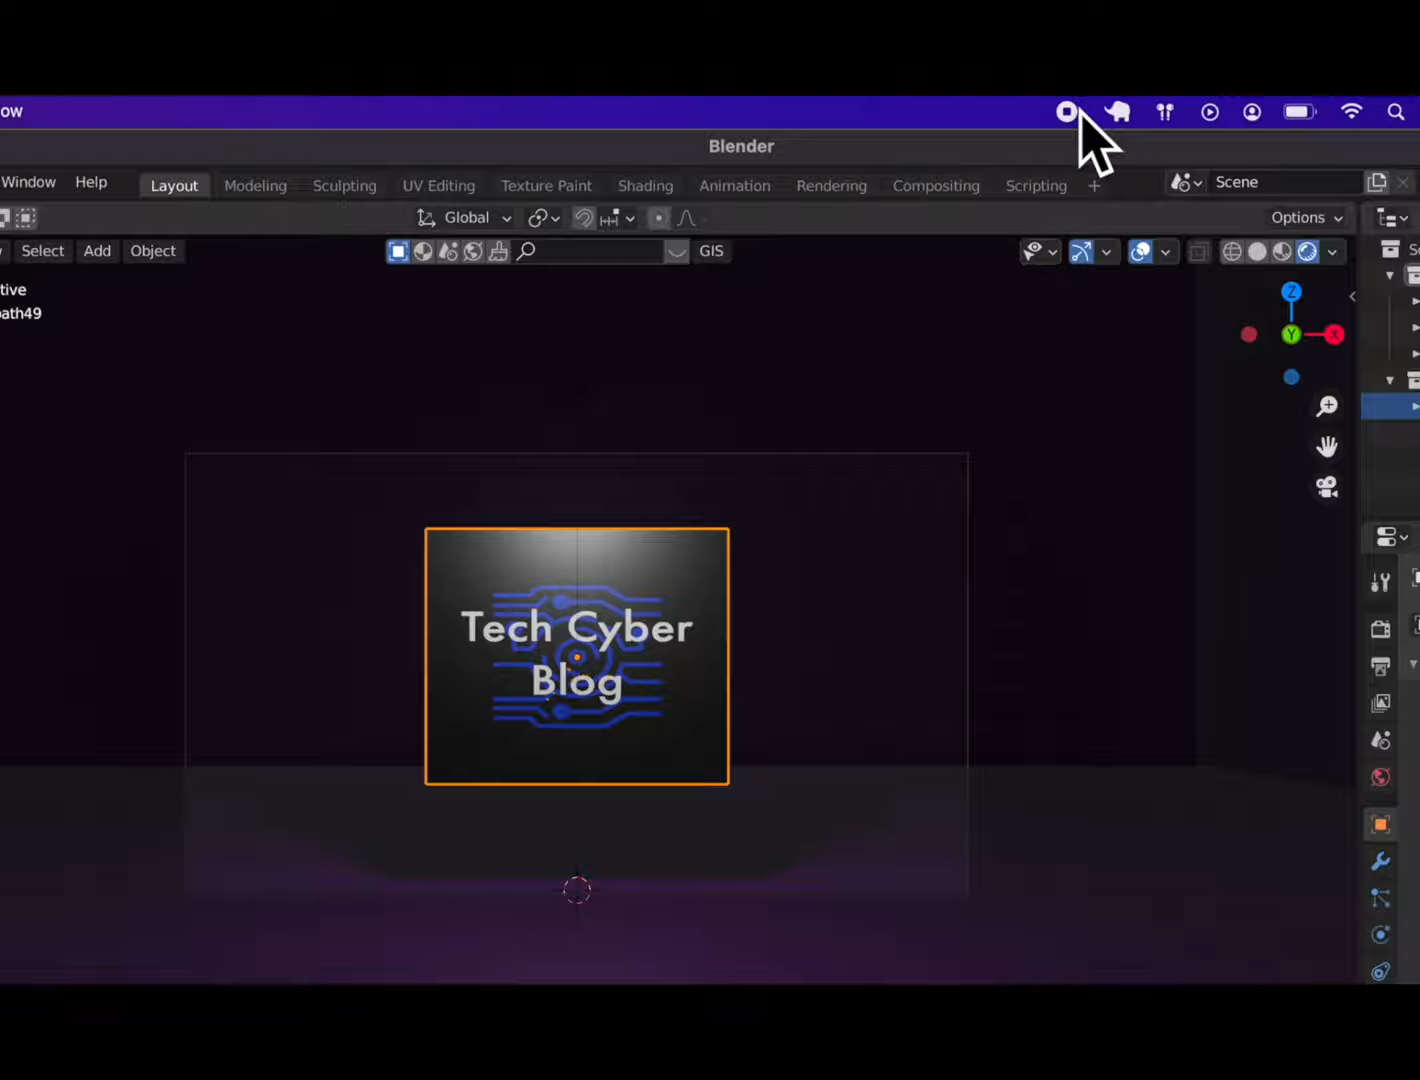 ow
Blender
Window Help Layout Modeling Sculpting UV Editing Texture Paint Shading Animation Rendering Compositing Scripting + Scene
Global Options
Select Add Object GIS
tive
ath49
Z
Y X
Tech Cyber
Blog